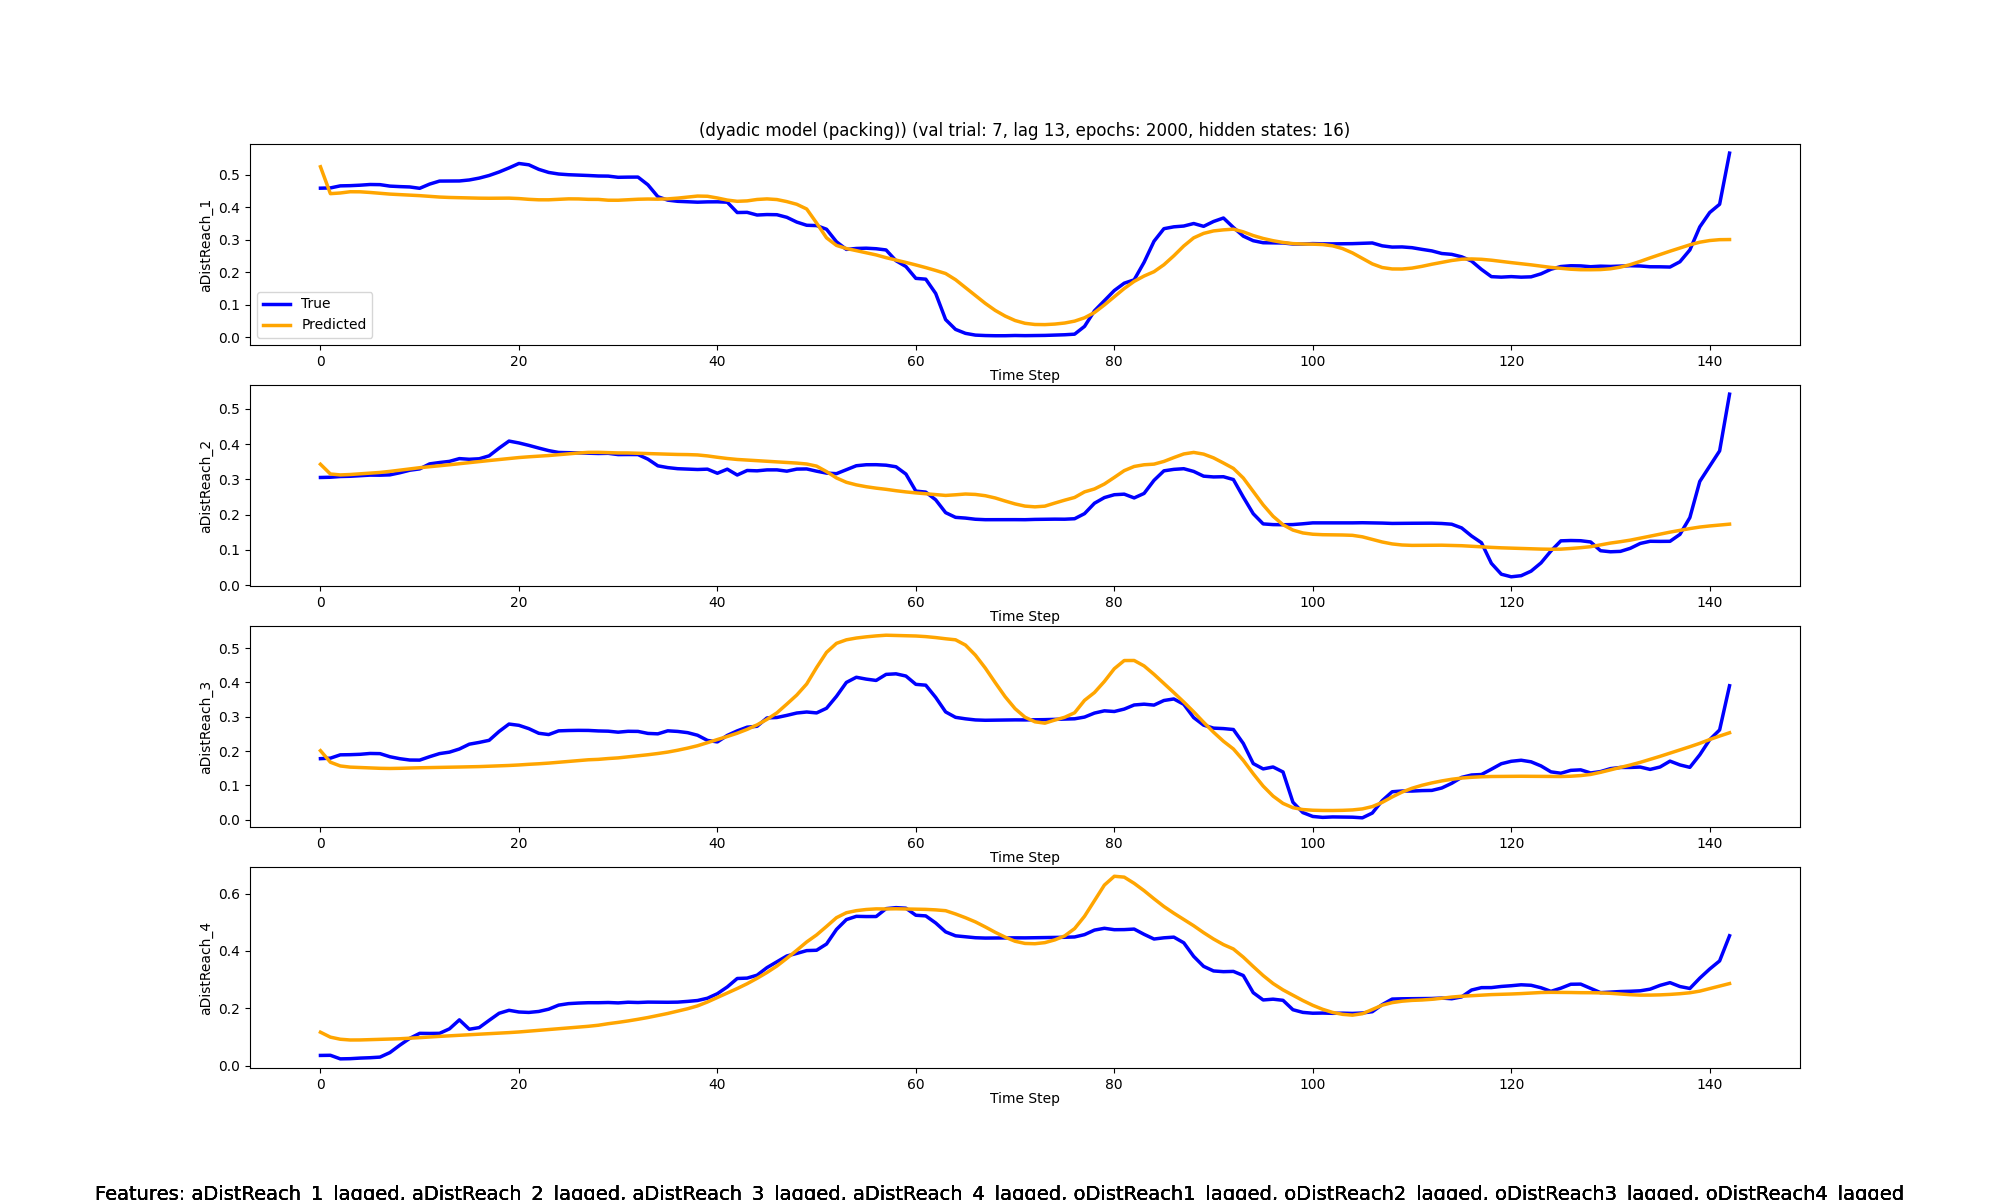 (dyadic model (packing)) (val trial: 7, lag 13, epochs: 2000, hidden states: 16)
aDistReach_1
0.5
0.4
0.3
0.2
0.1
0.0
True
Predicted
0 20 40 60 80 100 120 140
Time Step
aDistReach_2
0.5
0.4
0.3
0.2
0.1
0.0
0 20 40 60 80 100 120 140
Time Step
aDistReach_3
0.5
0.4
0.3
0.2
0.1
0.0
0 20 40 60 80 100 120 140
Time Step
aDistReach_4
0.6
0.4
0.2
0.0
0 20 40 60 80 100 120 140
Time Step
Features: aDistReach_1_lagged, aDistReach_2_lagged, aDistReach_3_lagged, aDistReach_4_lagged, oDistReach1_lagged, oDistReach2_lagged, oDistReach3_lagged, oDistReach4_lagged